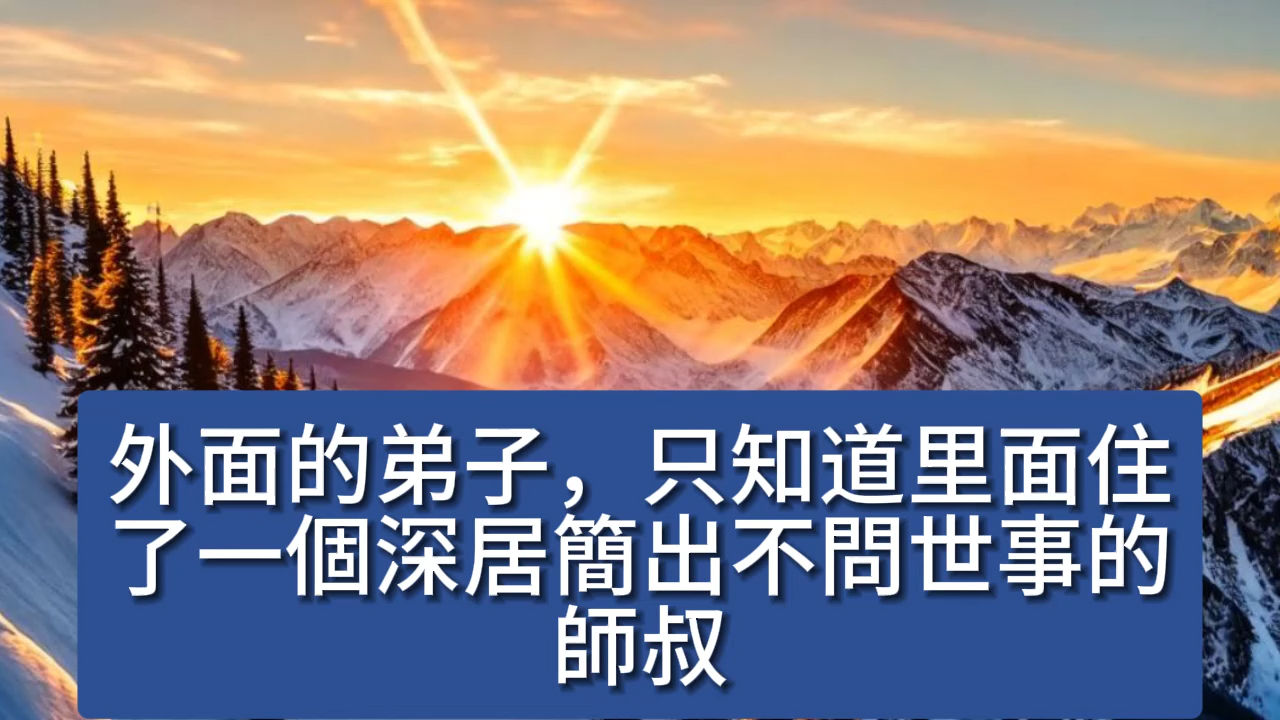 外面的弟子，只知道里面住
了一個深居簡出不問世事的
師叔